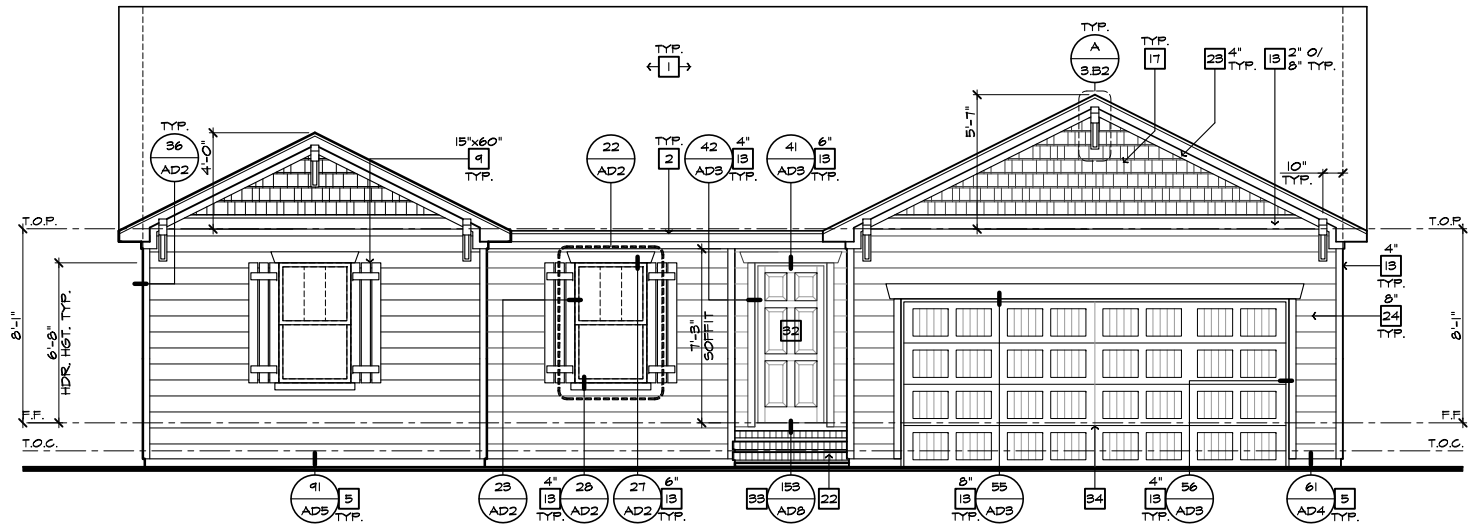 TYP.
A
3.B2
TYP.
17
23 4" TYP.
13 2" O/ 8" TYP.
TYP.
1
5'-7"
TYP.
36
AD2
4'-0"
15"x60"
9
22
AD2
TYP.
2
42
AD3
4"
13
TYP.
41
AD3
6"
13
TYP.
10"
TYP.
T.O.P.
T.O.P.
4"
13
TYP.
8"
24
TYP.
8'-1"
6'-8"
HDR. HGT. TYP.
7'-3"
SOFFIT
32
8'-1"
F.F.
F.F.
T.O.C.
T.O.C.
91
AD5
5
TYP.
23
AD2
4"
13
TYP.
28
AD2
27
AD2
6"
13
TYP.
33
153
AD8
22
8"
13
TYP.
55
AD3
34
4"
13
TYP.
56
AD3
61
AD4
5
TYP.